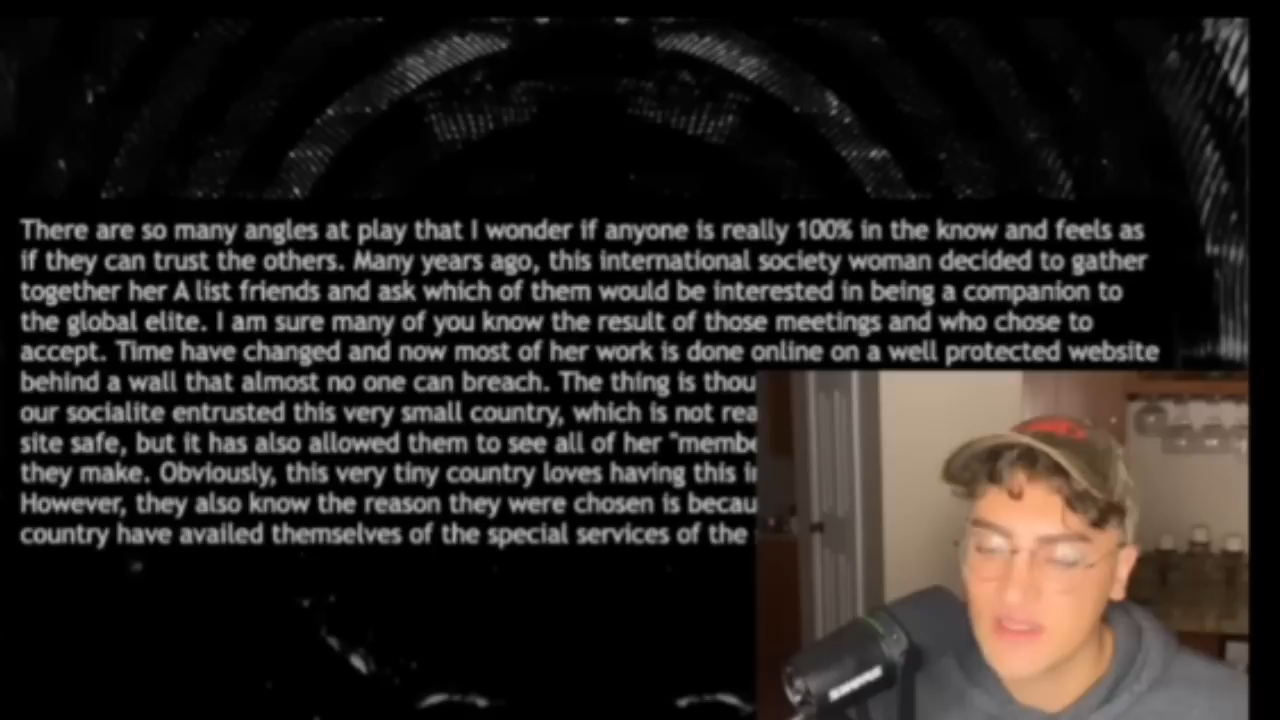 There are so many angles at play that I wonder if anyone is really 100% in the know and feels as
if they can trust the others. Many years ago, this international society woman decided to gather
together her A list friends and ask which of them would be interested in being a companion to
the global elite. I am sure many of you know the result of those meetings and who chose to
accept. Time have changed and now most of her work is done online on a well protected website
behind a wall that almost no one can breach. The thing is thou
our socialite entrusted this very small country, which is not rea
site safe, but it has also allowed them to see all of her "membe
they make. Obviously, this very tiny country loves having this i
However, they also know the reason they were chosen is becau
country have availed themselves of the special services of the
SHURE